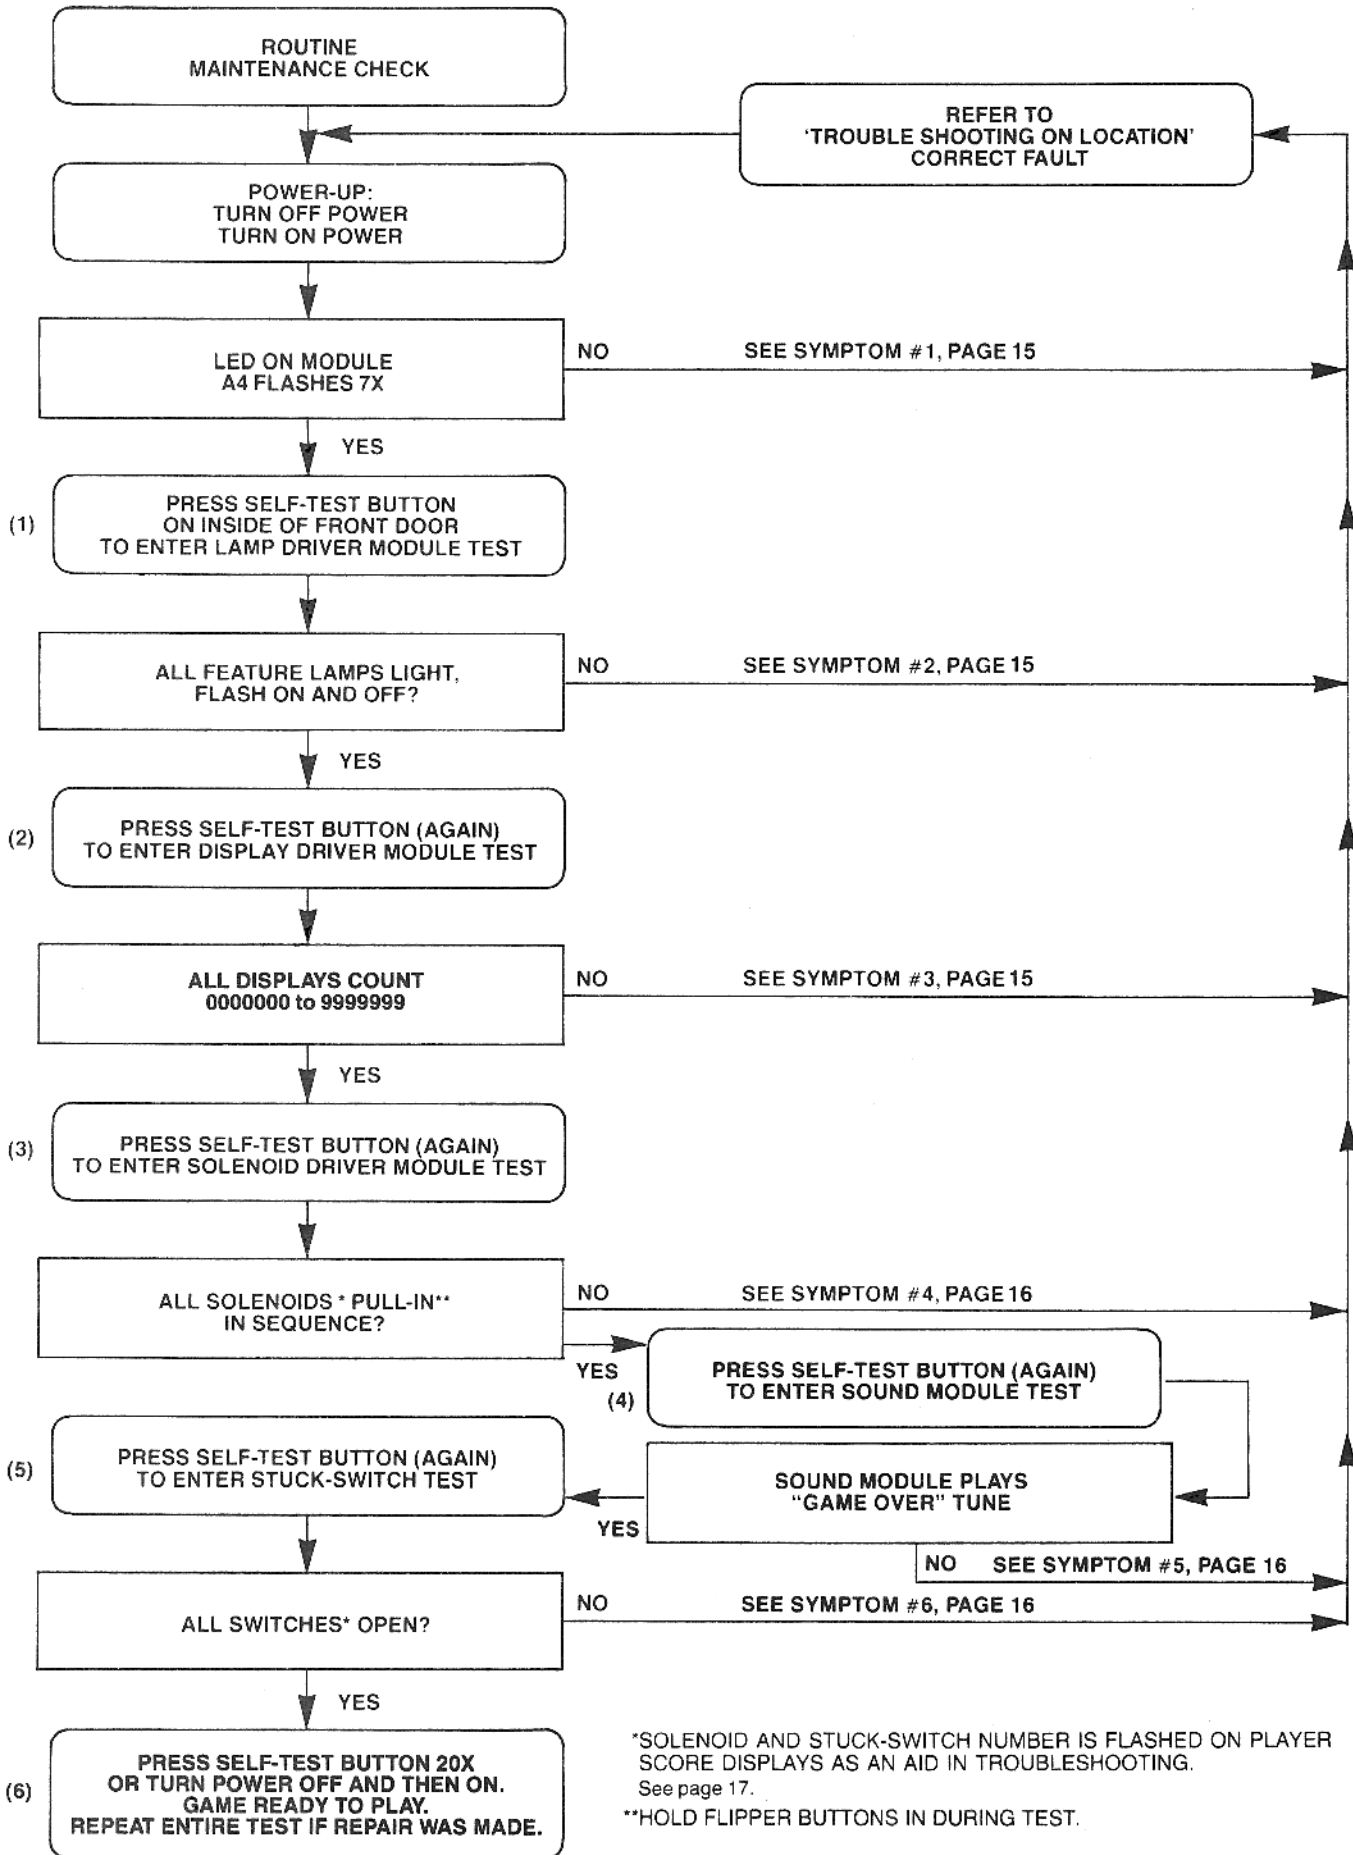 ROUTINE
MAINTENANCE CHECK
REFER TO
'TROUBLE SHOOTING ON LOCATION'
CORRECT FAULT
POWER-UP:
TURN OFF POWER
TURN ON POWER
LED ON MODULE
A4 FLASHES 7X
NO
SEE SYMPTOM #1, PAGE 15
YES
(1)
PRESS SELF-TEST BUTTON
ON INSIDE OF FRONT DOOR
TO ENTER LAMP DRIVER MODULE TEST
ALL FEATURE LAMPS LIGHT,
FLASH ON AND OFF?
NO
SEE SYMPTOM #2, PAGE 15
YES
(2)
PRESS SELF-TEST BUTTON (AGAIN)
TO ENTER DISPLAY DRIVER MODULE TEST
ALL DISPLAYS COUNT
0000000 to 9999999
NO
SEE SYMPTOM #3, PAGE 15
YES
(3)
PRESS SELF-TEST BUTTON (AGAIN)
TO ENTER SOLENOID DRIVER MODULE TEST
ALL SOLENOIDS * PULL-IN**
IN SEQUENCE?
NO
SEE SYMPTOM #4, PAGE 16
YES
(4)
PRESS SELF-TEST BUTTON (AGAIN)
TO ENTER SOUND MODULE TEST
SOUND MODULE PLAYS
"GAME OVER" TUNE
YES
NO
SEE SYMPTOM #5, PAGE 16
(5)
PRESS SELF-TEST BUTTON (AGAIN)
TO ENTER STUCK-SWITCH TEST
ALL SWITCHES* OPEN?
NO
SEE SYMPTOM #6, PAGE 16
YES
(6)
PRESS SELF-TEST BUTTON 20X
OR TURN POWER OFF AND THEN ON.
GAME READY TO PLAY.
REPEAT ENTIRE TEST IF REPAIR WAS MADE.
*SOLENOID AND STUCK-SWITCH NUMBER IS FLASHED ON PLAYER
SCORE DISPLAYS AS AN AID IN TROUBLESHOOTING.
See page 17.
**HOLD FLIPPER BUTTONS IN DURING TEST.